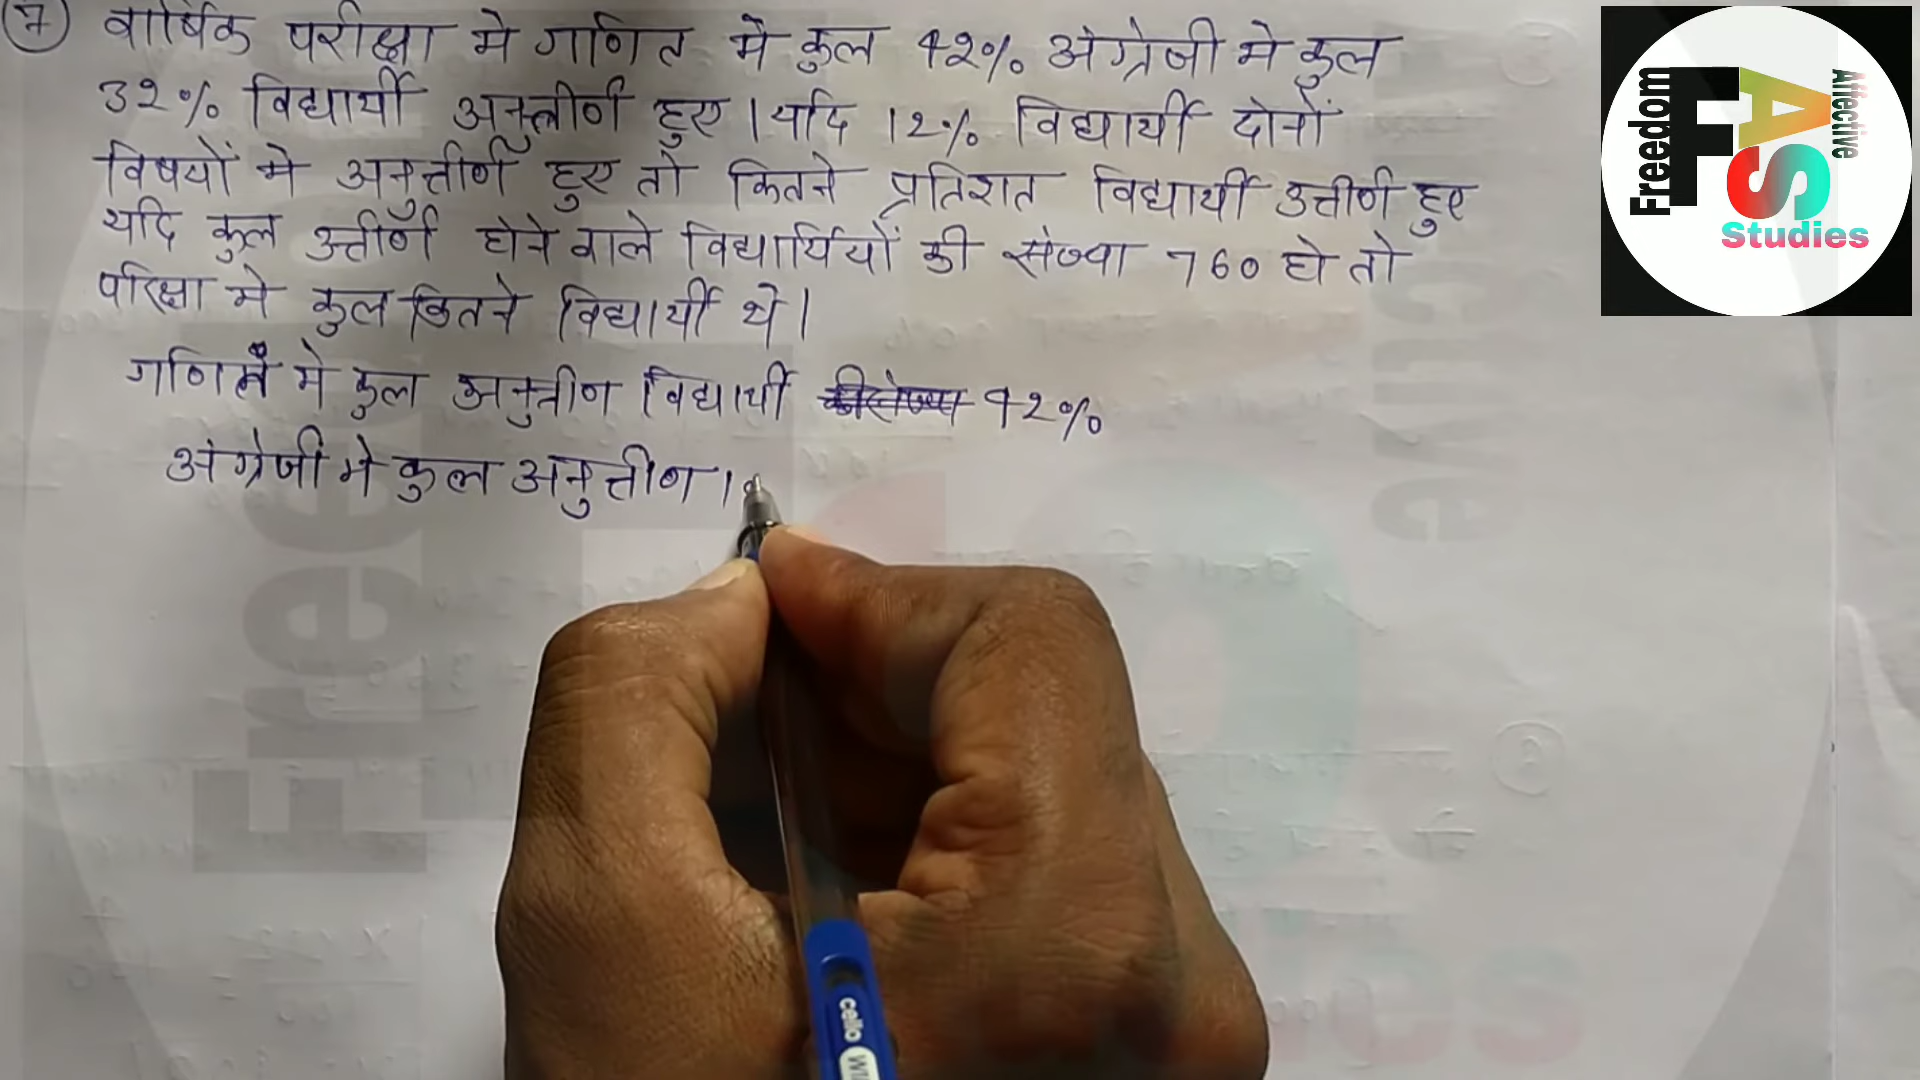 7 वार्षिक परीक्षा मे गणित मे कुल 42% अंग्रेजी मे कुल
32% विद्यार्थी अनुत्तीर्ण हुए। यदि 12% विद्यार्थी दोनों
विषयों मे अनुत्तीर्ण हुए तो कितने प्रतिशत विद्यार्थी उत्तीर्ण हुए
यदि कुल उत्तीर्ण होने वाले विद्यार्थियों की संख्या 760 हो तो
परिक्षा मे कुल कितने विद्यार्थी थे।
गणित मे कुल अनुत्तीण विद्यार्थी 42%
अंग्रेजी मे कुल अनुत्तीण
Freedom
FAS
Affective
Studies
cello